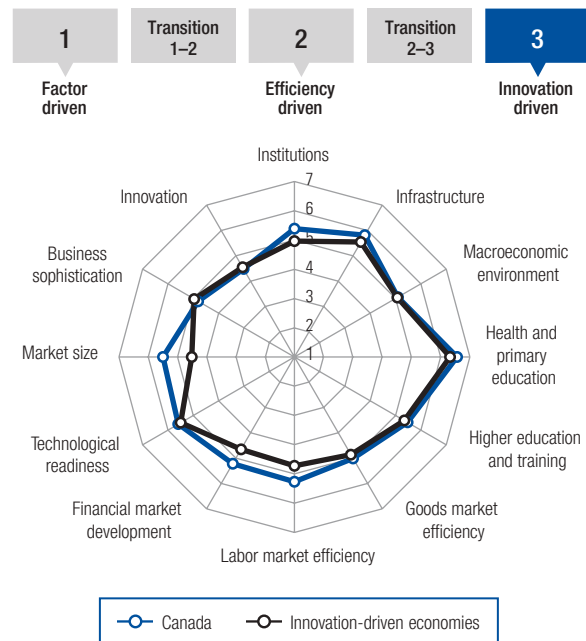 1
Transition
1–2
2
Transition
2–3
3
Factor
driven
Efficiency
driven
Innovation
driven
Institutions
7
Innovation
Infrastructure
6
5
Business
sophistication
Macroeconomic
environment
4
3
Market size
2
Health and
primary
education
1
Technological
readiness
Higher education
and training
Financial market
development
Goods market
efficiency
Labor market efficiency
Canada
Innovation-driven economies